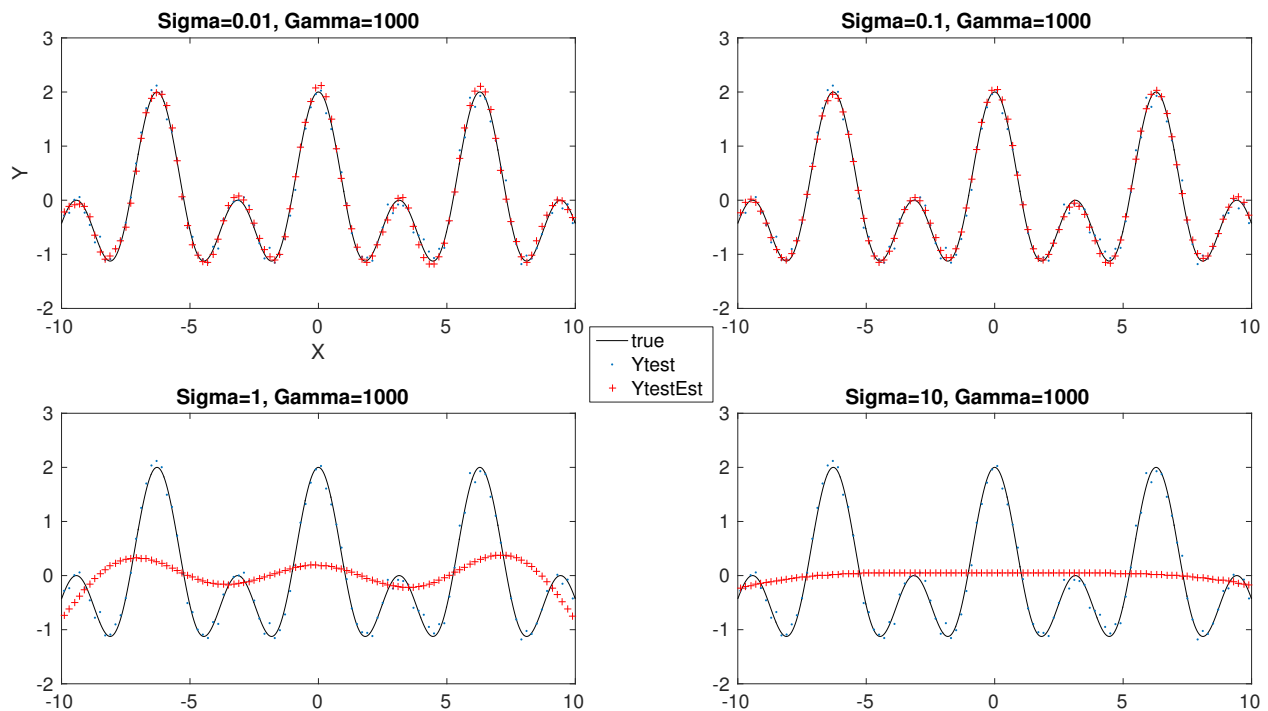 Sigma=0.01, Gamma=1000
3
2
1
0
-1
-2
Y
-10 -5 0 5 10
X
Sigma=0.1, Gamma=1000
3
2
1
0
-1
-2
-10 -5 0 5 10
true
Ytest
YtestEst
Sigma=1, Gamma=1000
3
2
1
0
-1
-2
-10 -5 0 5 10
Sigma=10, Gamma=1000
3
2
1
0
-1
-2
-10 -5 0 5 10